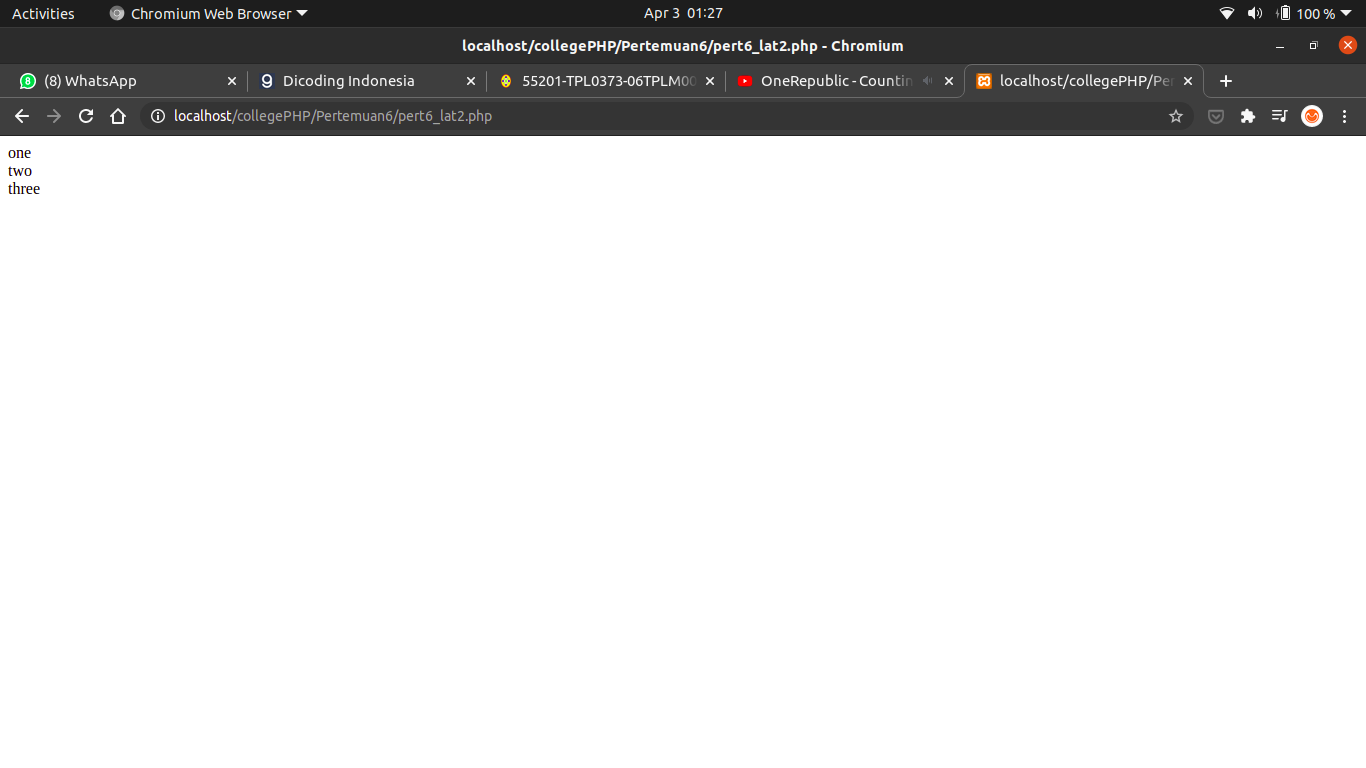 Activities Chromium Web Browser Apr 3 01:27 100 %
localhost/collegePHP/Pertemuan6/pert6_lat2.php - Chromium
(8) WhatsApp Dicoding Indonesia 55201-TPL0373-06TPLM00 OneRepublic - Countin localhost/collegePHP/Per
localhost/collegePHP/Pertemuan6/pert6_lat2.php
one
two
three